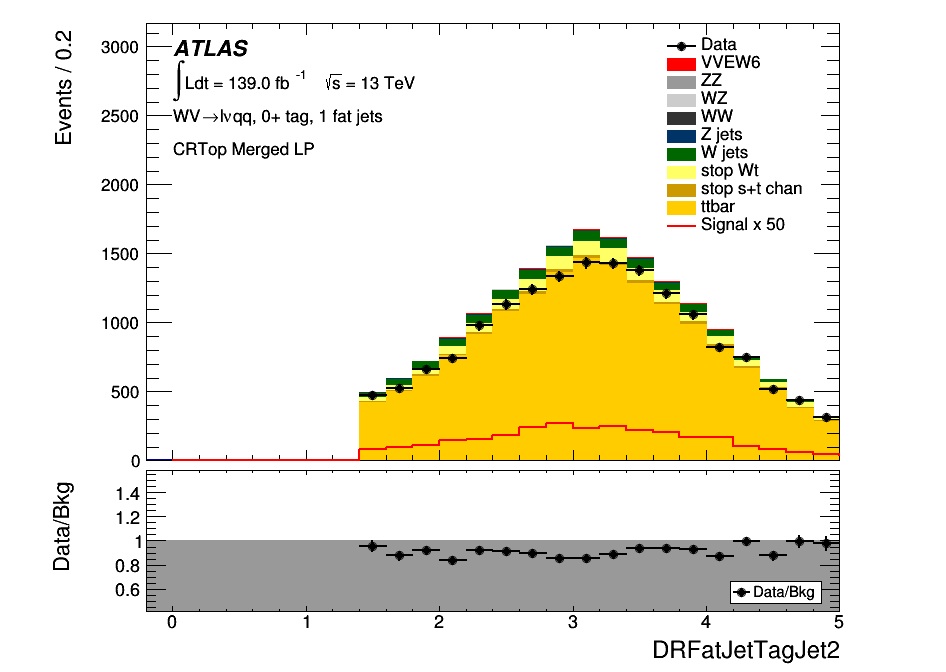 ATLAS
∫Ldt = 139.0 fb⁻¹ √s = 13 TeV
WV→lνqq, 0+ tag, 1 fat jets
CRTop Merged LP
Data
VVEW6
ZZ
WZ
WW
Z jets
W jets
stop Wt
stop s+t chan
ttbar
Signal x 50
Events / 0.2
3000
2500
2000
1500
1000
500
0
Data/Bkg
1.4
1.2
1
0.8
0.6
Data/Bkg
0 1 2 3 4 5
DRFatJetTagJet2